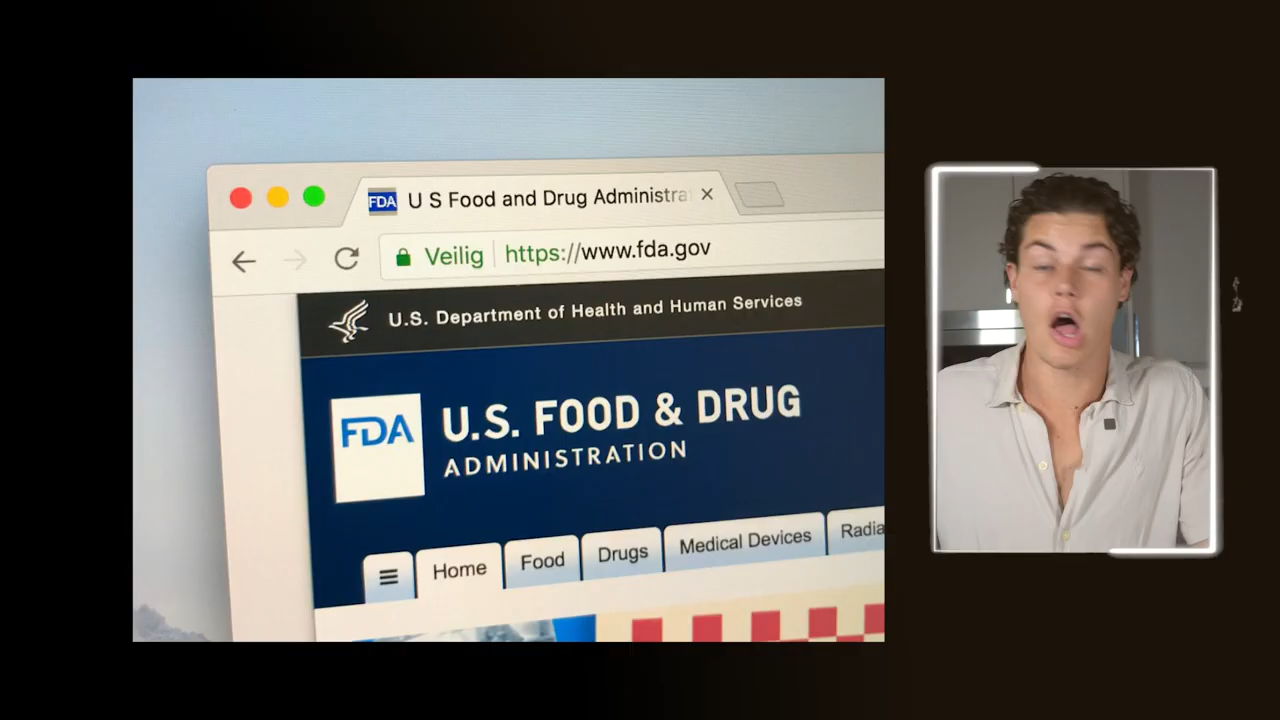 FDA U S Food and Drug Administra
Veilig https://www.fda.gov
U.S. Department of Health and Human Services
FDA
U.S. FOOD & DRUG
ADMINISTRATION
Home Food Drugs Medical Devices Radia